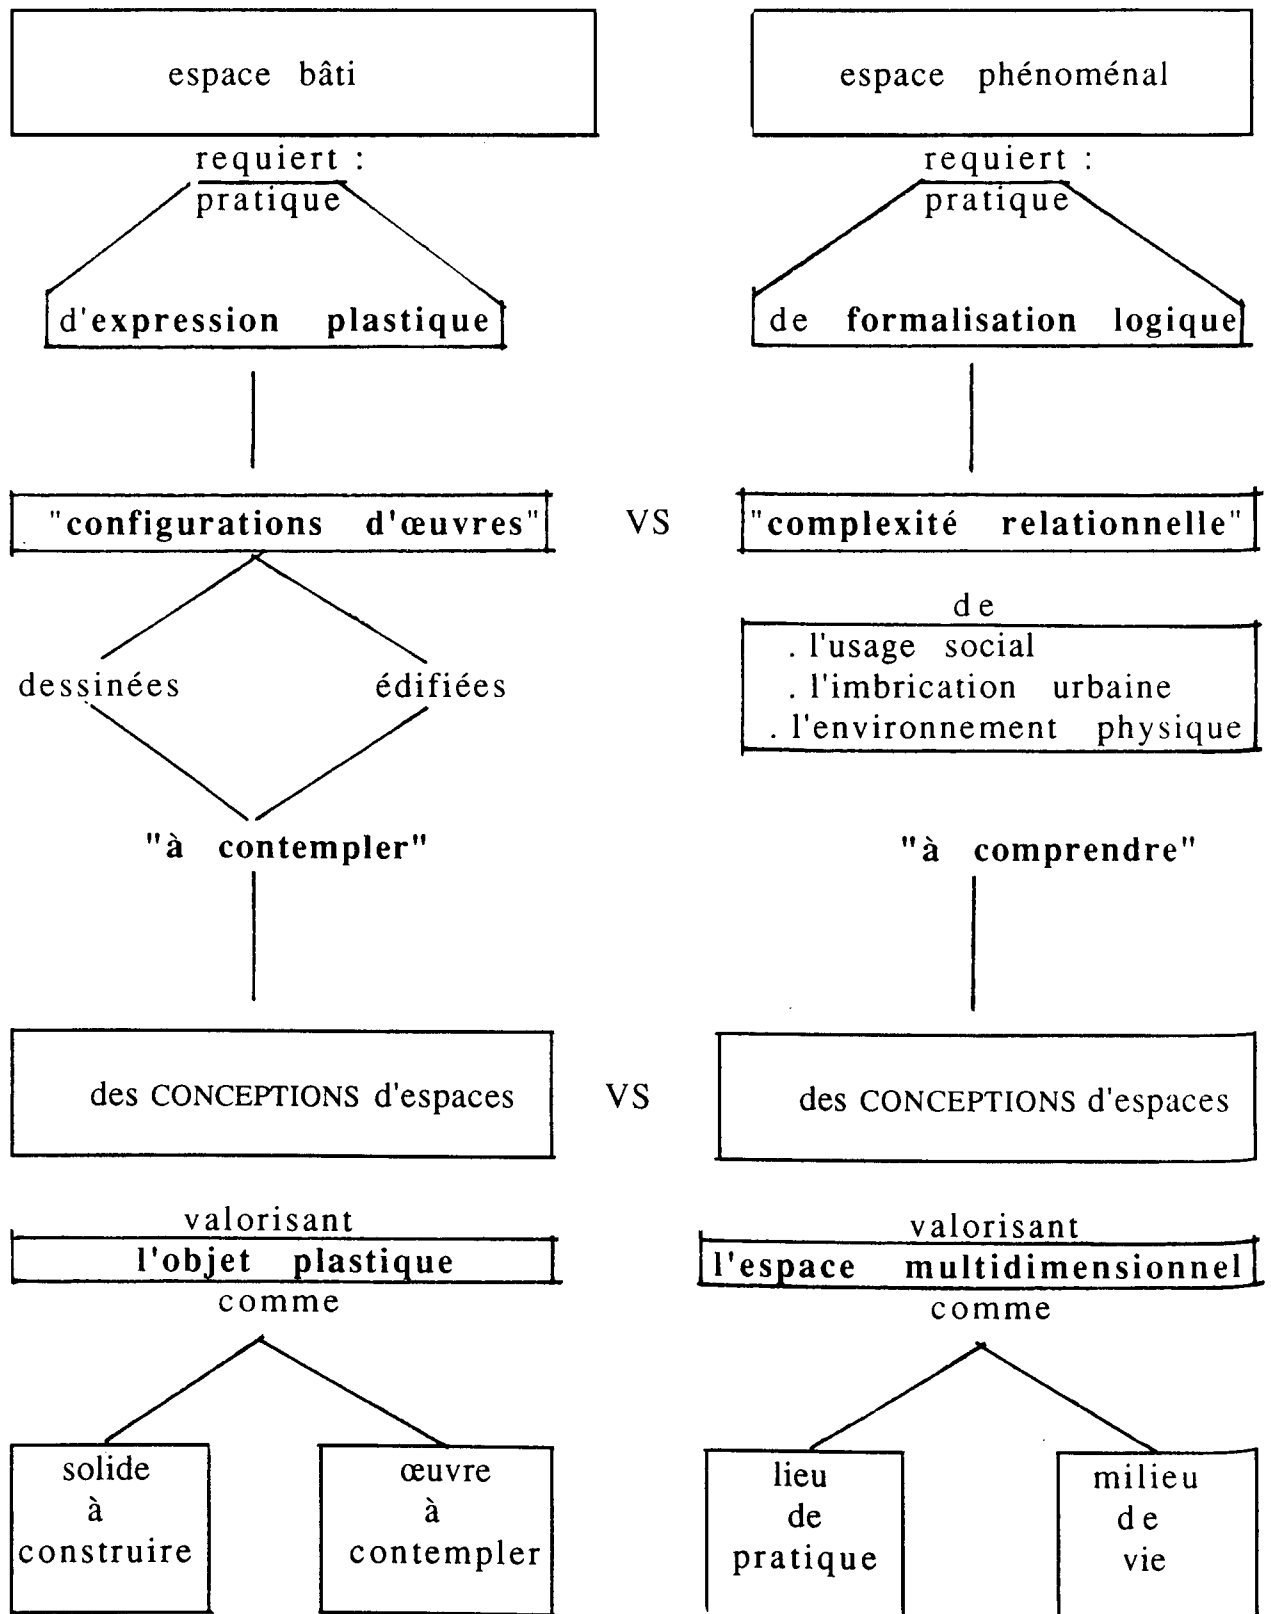 espace bâti
requiert :
pratique
d'expression plastique
"configurations d'œuvres"
dessinées édifiées
"à contempler"
des CONCEPTIONS d'espaces
valorisant
l'objet plastique
comme
solide
à
construire
œuvre
à
contempler
VS
VS
espace phénoménal
requiert :
pratique
de formalisation logique
"complexité relationnelle"
de
. l'usage social
. l'imbrication urbaine
. l'environnement physique
"à comprendre"
des CONCEPTIONS d'espaces
valorisant
l'espace multidimensionnel
comme
lieu
de
pratique
milieu
de
vie